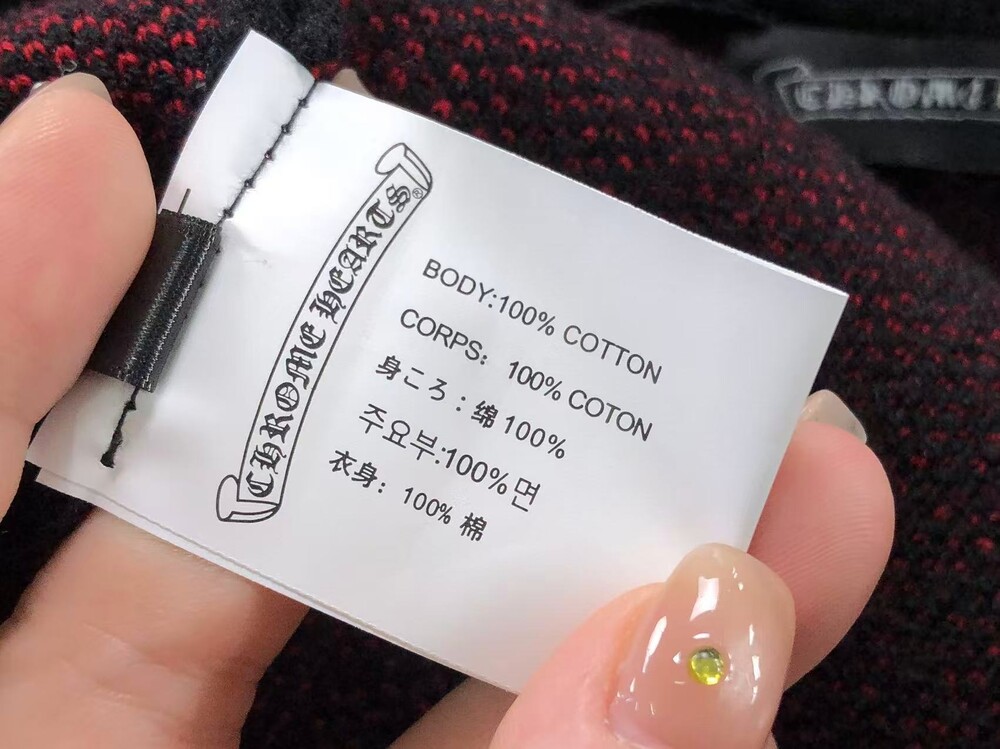 CHROME HEARTS®
BODY:100% COTTON
CORPS: 100% COTON
身ころ:绵 100%
주요부:100% 면
衣身: 100% 棉